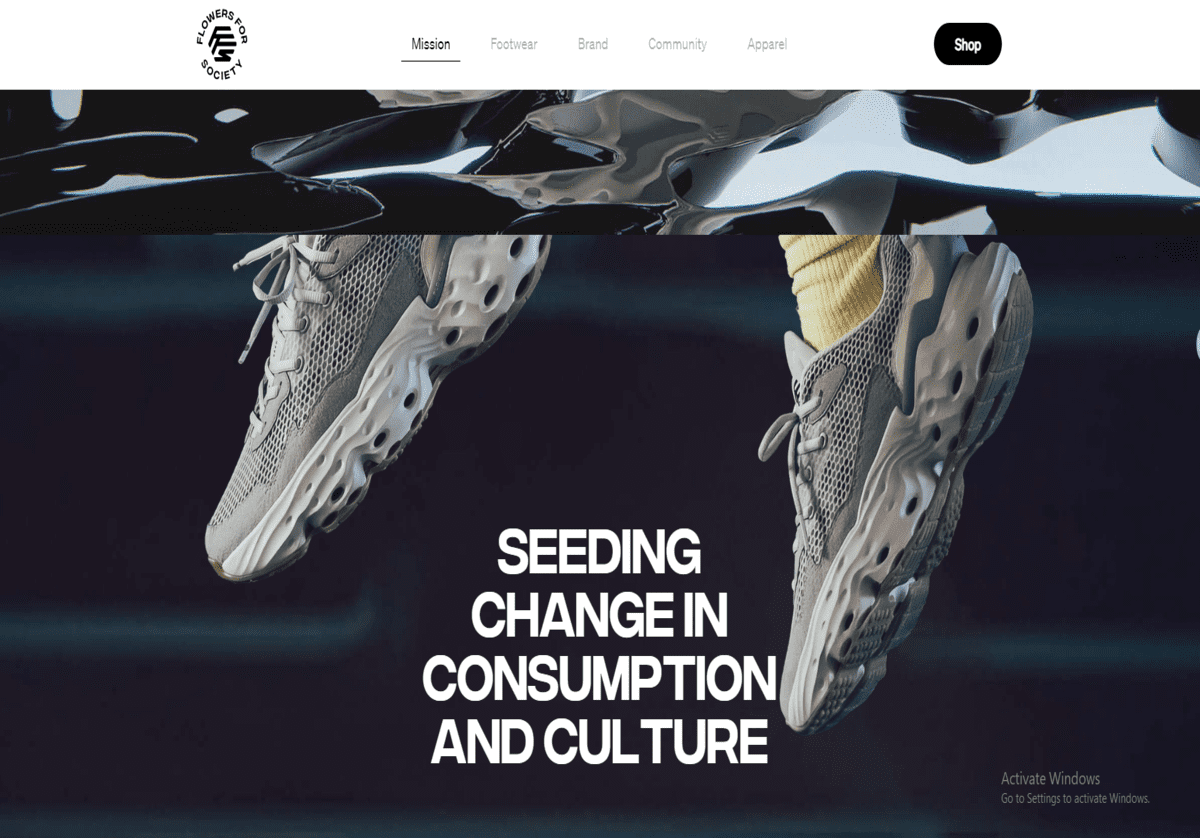 FLOWERS FOR
SOCIETY
Mission
Footwear
Brand
Community
Apparel
Shop
SEEDING
CHANGE IN
CONSUMPTION
AND CULTURE
Activate Windows
Go to Settings to activate Windows.